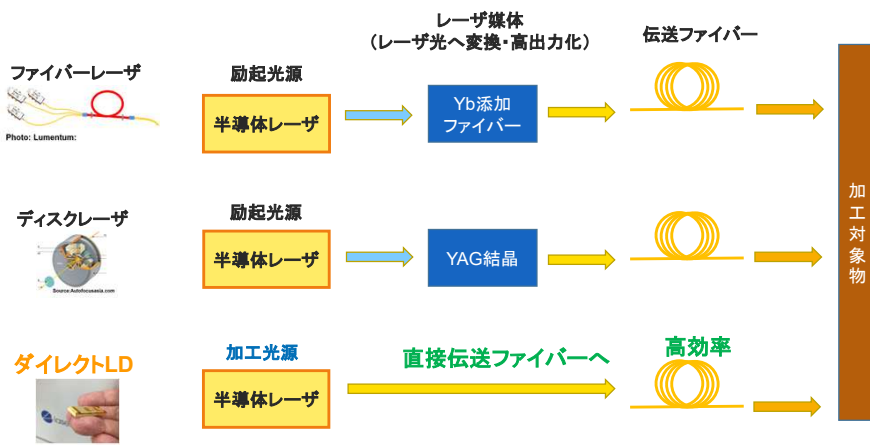 レーザ媒体
（レーザ光へ変換・高出力化）
伝送ファイバー
ファイバーレーザ
Photo: Lumentum:
励起光源
半導体レーザ
Yb添加
ファイバー
加工対象物
ディスクレーザ
Source:Autofocusasia.com
励起光源
半導体レーザ
YAG結晶
ダイレクトLD
加工光源
半導体レーザ
直接伝送ファイバーへ
高効率